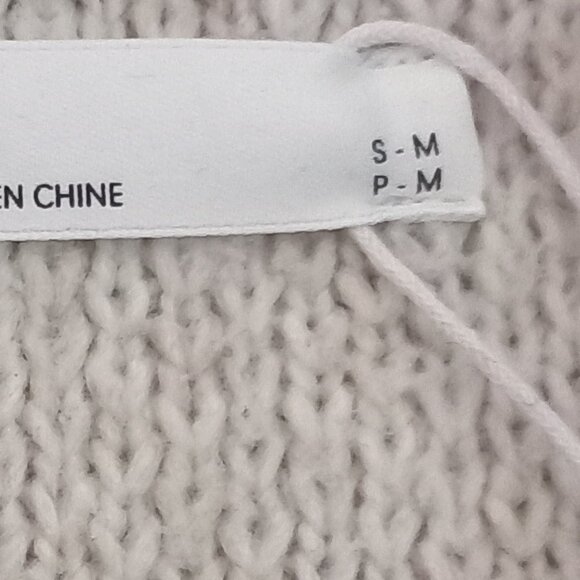 S - M
P - M
EN CHINE